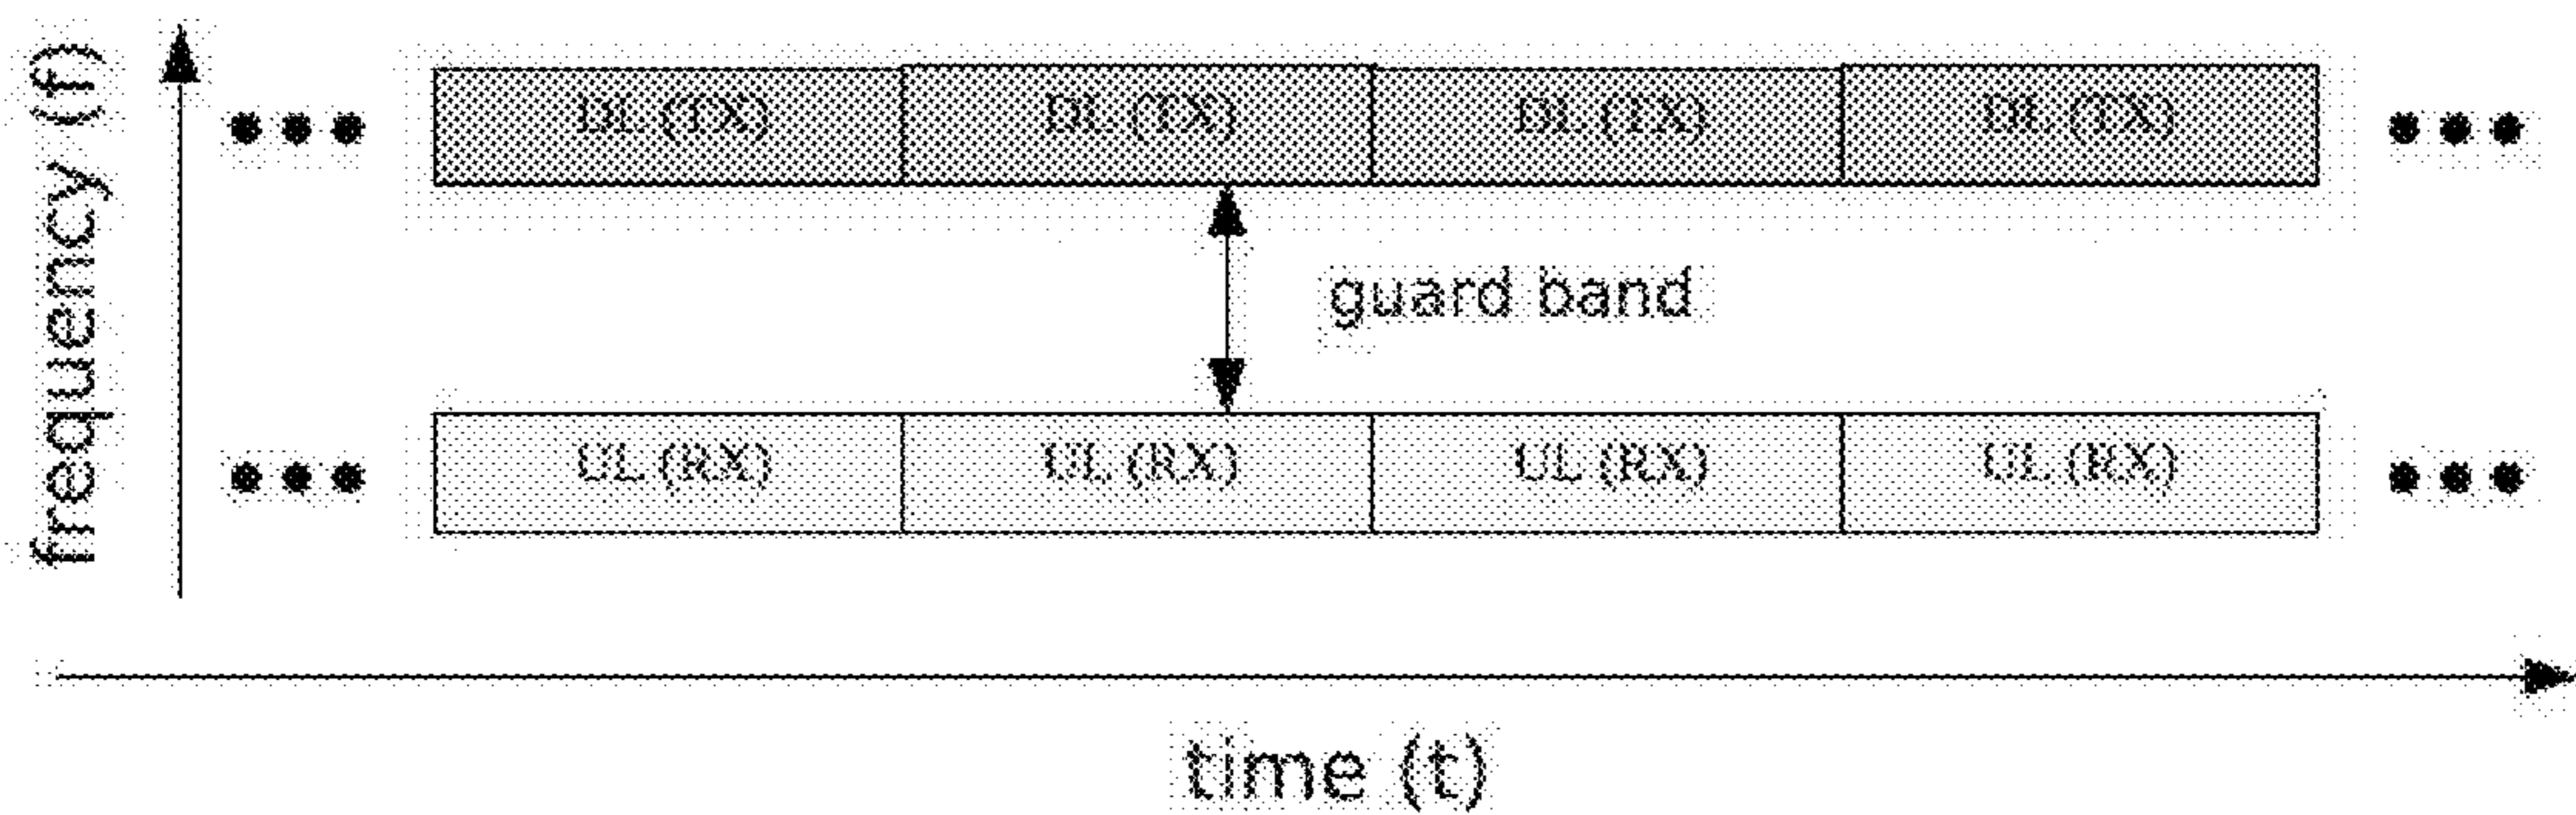 frequency (f)
DL (TX) DL (TX) DL (TX) DL (TX)
guard band
UL (RX) UL (RX) UL (RX) UL (RX)
time (t)